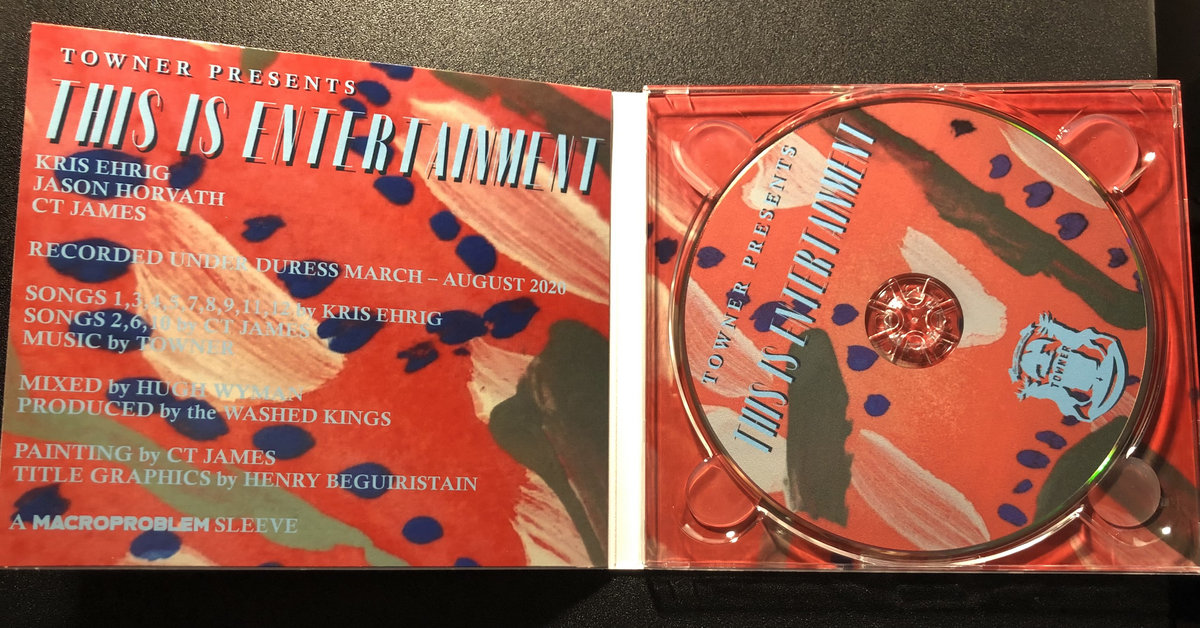 TOWNER PRESENTS
THIS IS ENTERTAINMENT
KRIS EHRIG
JASON HORVATH
CT JAMES
RECORDED UNDER DURESS MARCH – AUGUST 2020
SONGS 1,3,4,5,7,8,9,11,12 by KRIS EHRIG
SONGS 2,6,10 by CT JAMES
MUSIC by TOWNER
MIXED by HUGH WYMAN
PRODUCED by the WASHED KINGS
PAINTING by CT JAMES
TITLE GRAPHICS by HENRY BEGUIRISTAIN
A MACROPROBLEM SLEEVE
TOWNER PRESENTS
THIS IS ENTERTAINMENT
TOWNER